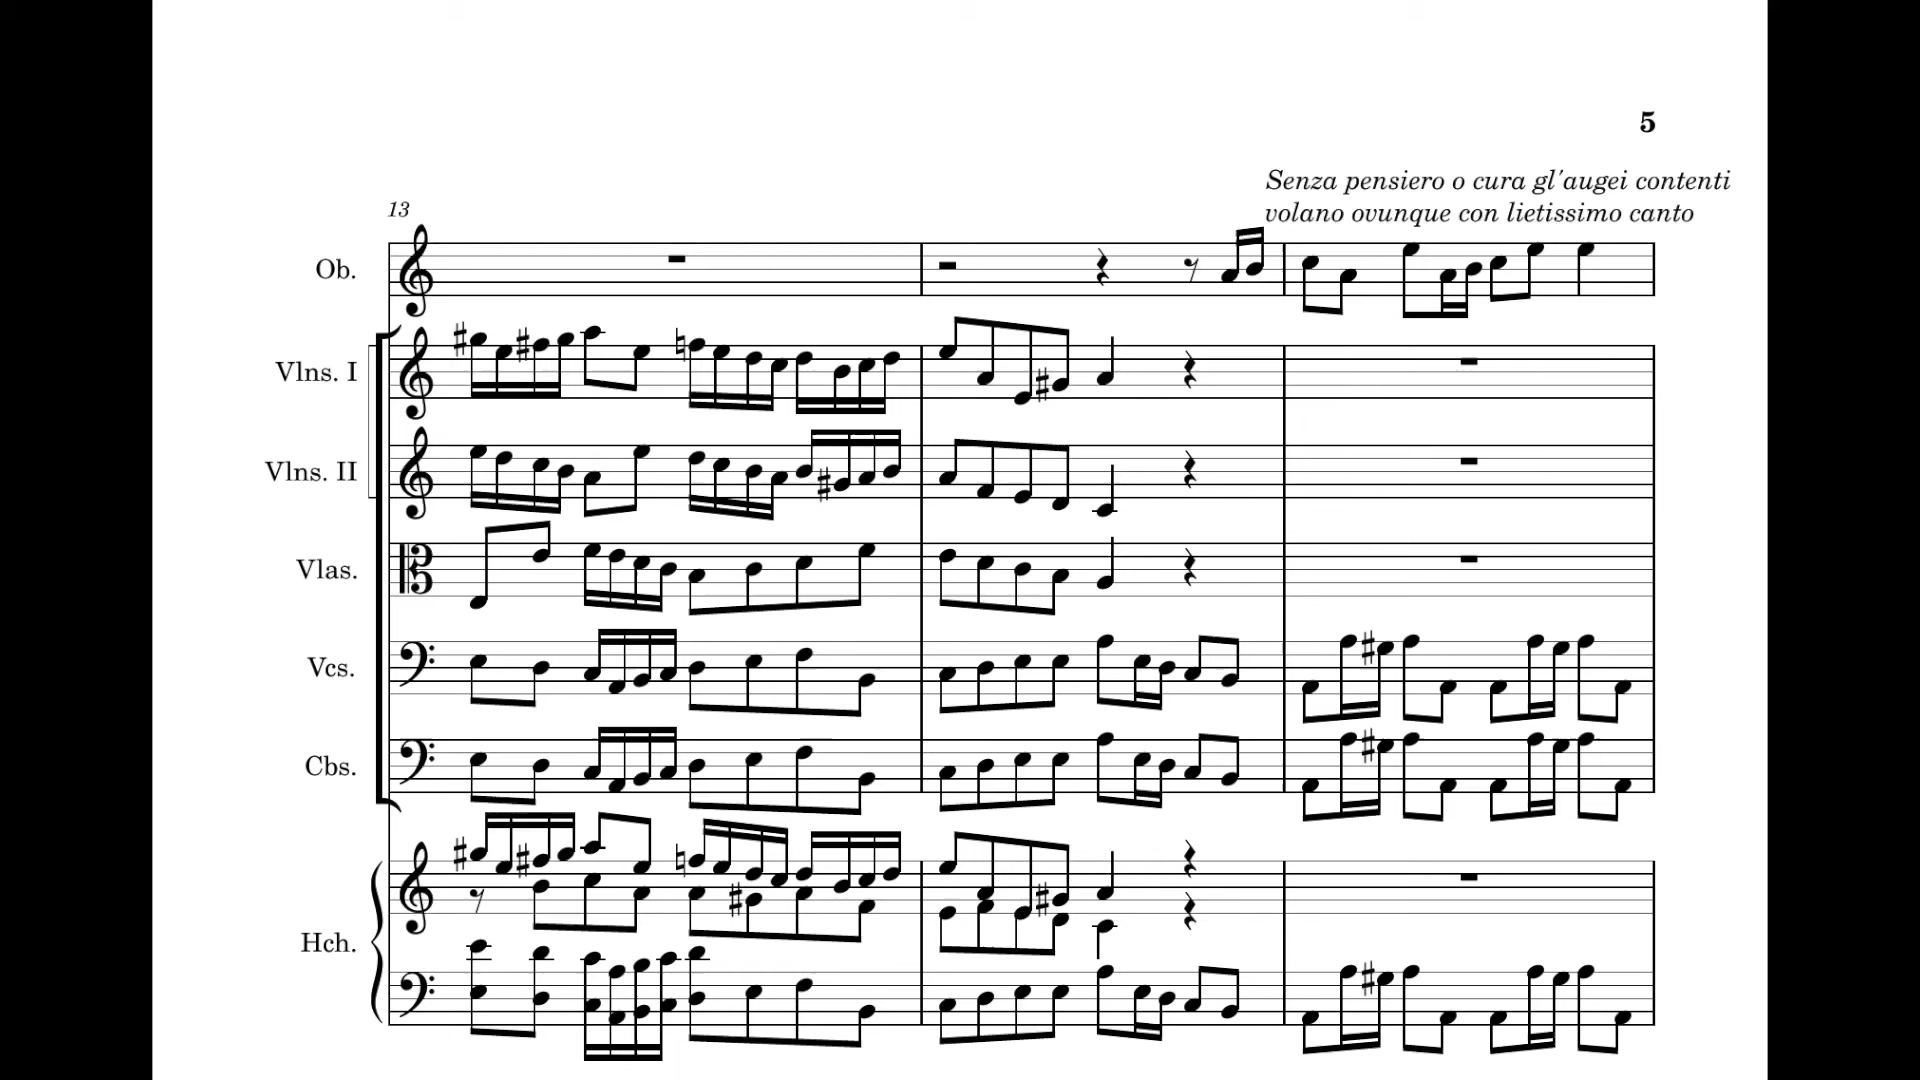 5
Senza pensiero o cura gl'augei contenti
volano ovunque con lietissimo canto
13
Ob.
Vlns. I
Vlns. II
Vlas.
Vcs.
Cbs.
Hch.